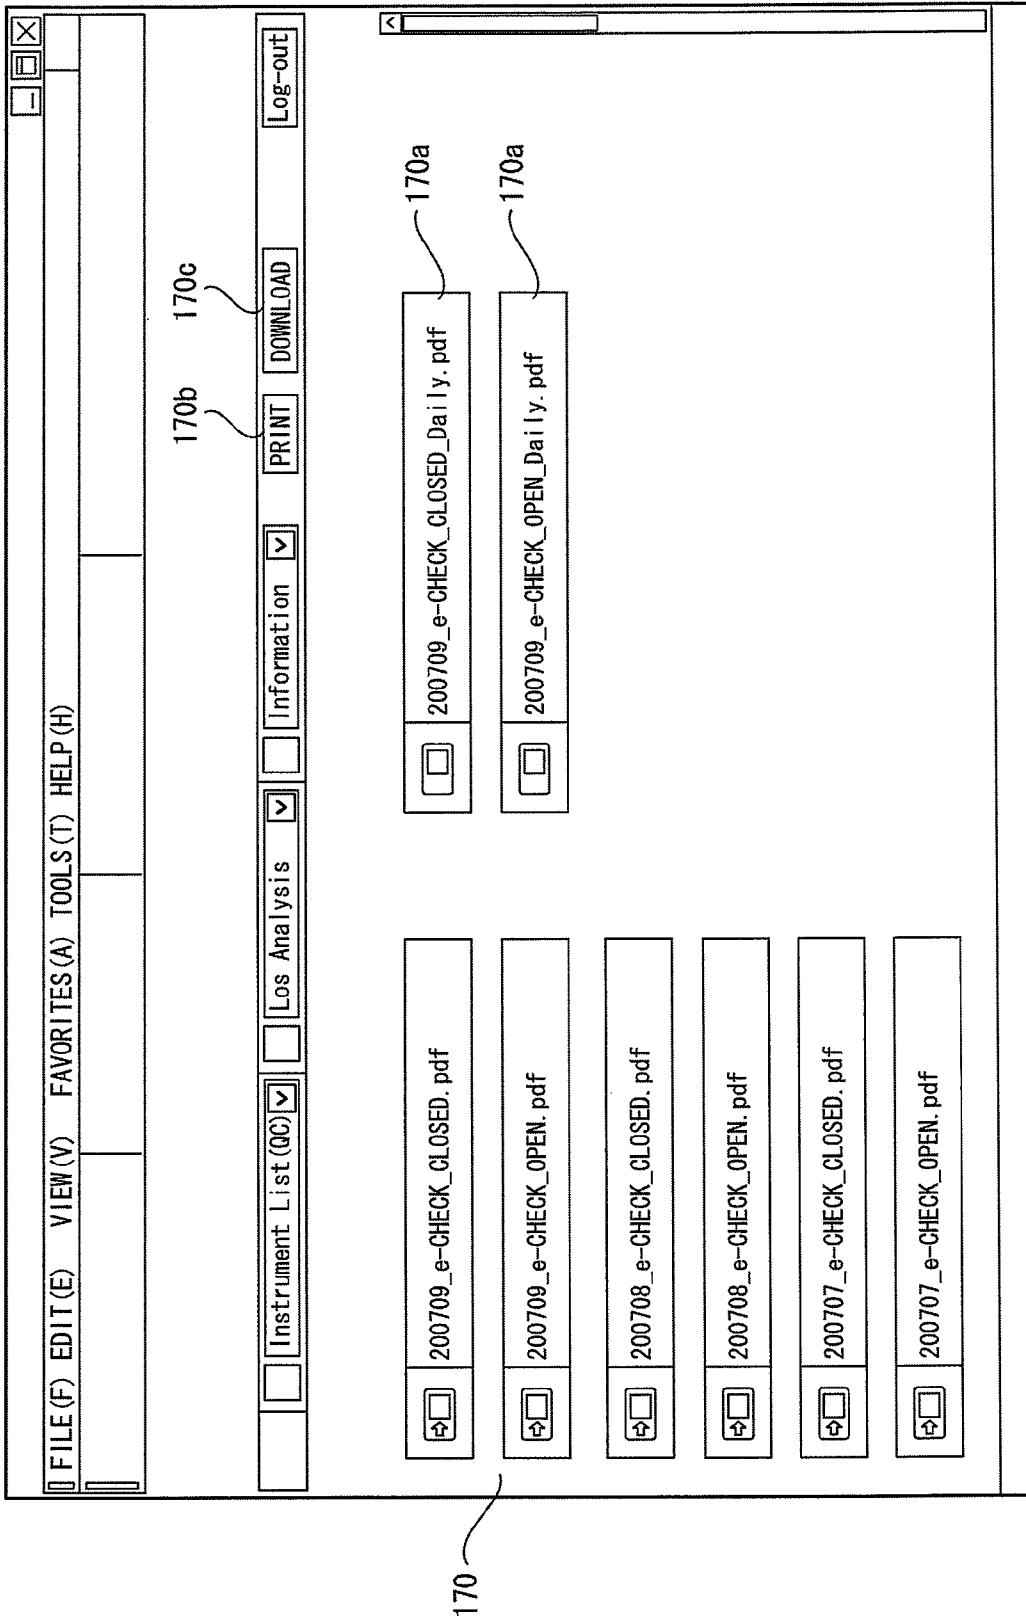 FILE(F) EDIT(E) VIEW(V) FAVORITES(A) TOOLS(T) HELP(H)
170b 170c
Instrument List(QC) Los Analysis Information PRINT DOWNLOAD Log-out
200709_e-CHECK_CLOSED.pdf 200709_e-CHECK_CLOSED_Daily.pdf 170a
200709_e-CHECK_OPEN.pdf 200709_e-CHECK_OPEN_Daily.pdf 170a
170
200708_e-CHECK_CLOSED.pdf
200708_e-CHECK_OPEN.pdf
200707_e-CHECK_CLOSED.pdf
200707_e-CHECK_OPEN.pdf